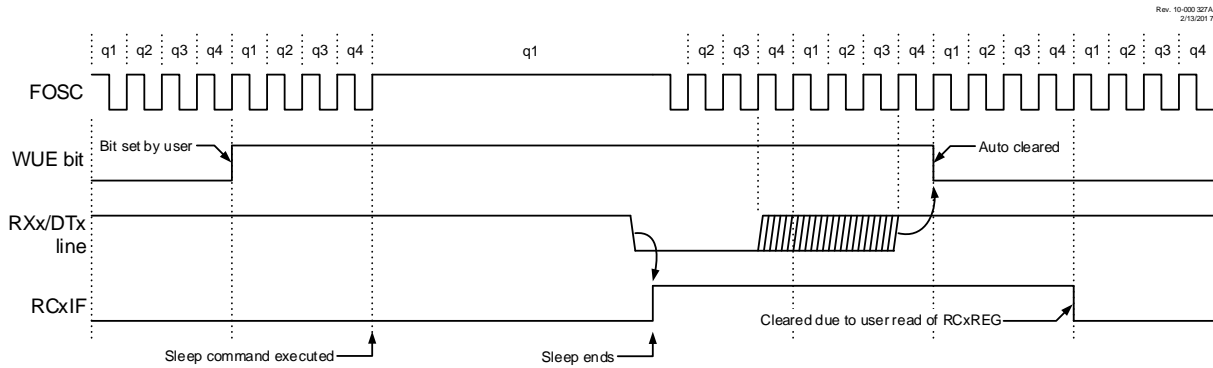 Rev. 10-000 327A
2/13/2017
q1 q2 q3 q4 q1 q2 q3 q4 q1 q2 q3 q4 q1 q2 q3 q4 q1 q2 q3 q4 q1 q2 q3 q4
FOSC
Bit set by user
Auto cleared
WUE bit
RXx/DTx
line
RCxIF
Cleared due to user read of RCxREG
Sleep command executed
Sleep ends